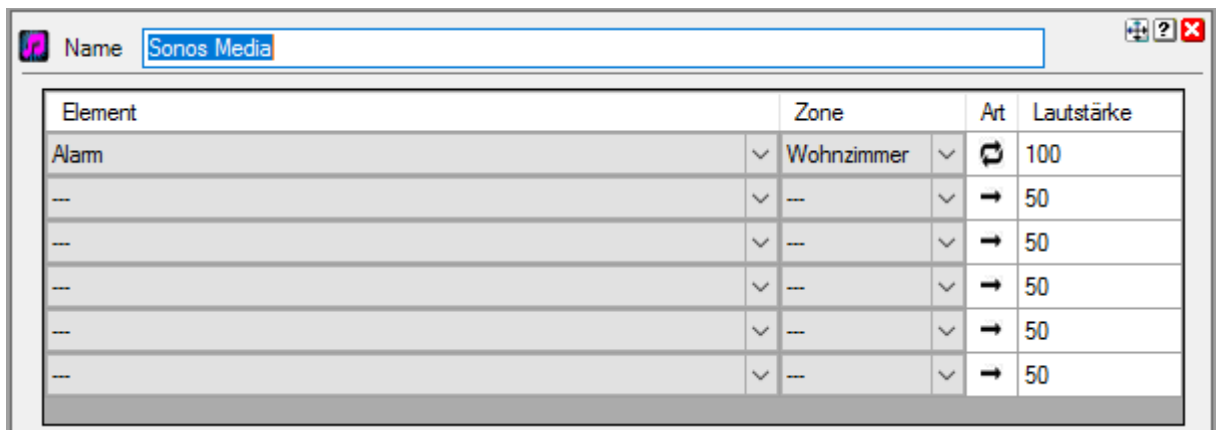 Name Sonos Media ?
Element Zone Art Lautstärke
Alarm Wohnzimmer 100
--- --- 50
--- --- 50
--- --- 50
--- --- 50
--- --- 50